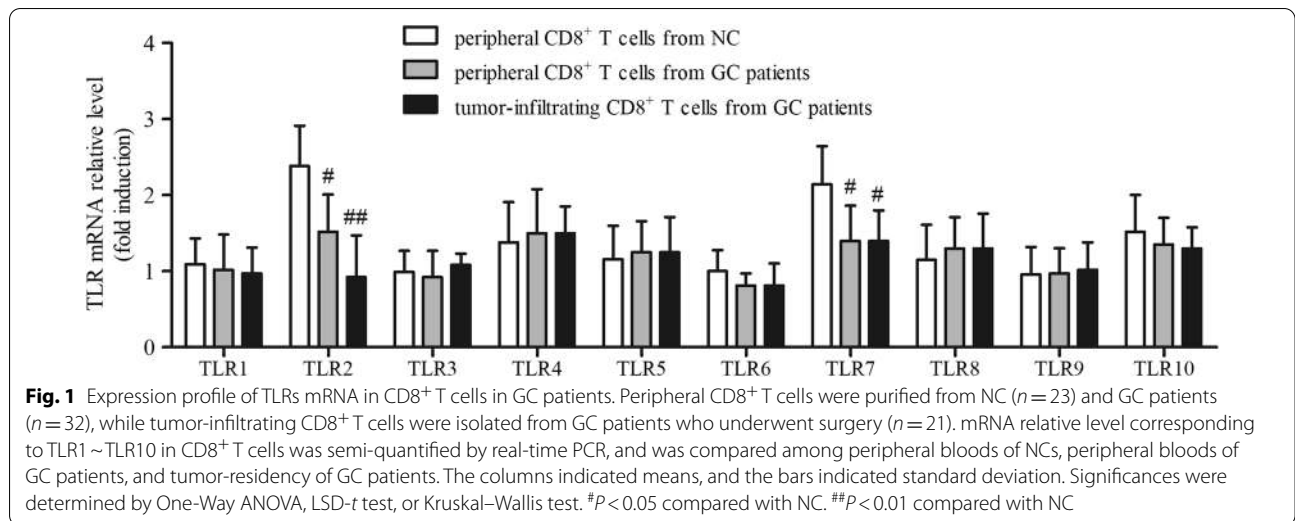 4
3
2
1
0
TLR mRNA relative level
(fold induction)
peripheral CD8+ T cells from NC
peripheral CD8+ T cells from GC patients
tumor-infiltrating CD8+ T cells from GC patients
#
##
#
#
TLR1 TLR2 TLR3 TLR4 TLR5 TLR6 TLR7 TLR8 TLR9 TLR10
Fig. 1 Expression profile of TLRs mRNA in CD8+ T cells in GC patients. Peripheral CD8+ T cells were purified from NC (n = 23) and GC patients
(n = 32), while tumor-infiltrating CD8+ T cells were isolated from GC patients who underwent surgery (n = 21). mRNA relative level corresponding
to TLR1 ~ TLR10 in CD8+ T cells was semi-quantified by real-time PCR, and was compared among peripheral bloods of NCs, peripheral bloods of
GC patients, and tumor-residency of GC patients. The columns indicated means, and the bars indicated standard deviation. Significances were
determined by One-Way ANOVA, LSD-t test, or Kruskal–Wallis test. #P < 0.05 compared with NC. ##P < 0.01 compared with NC